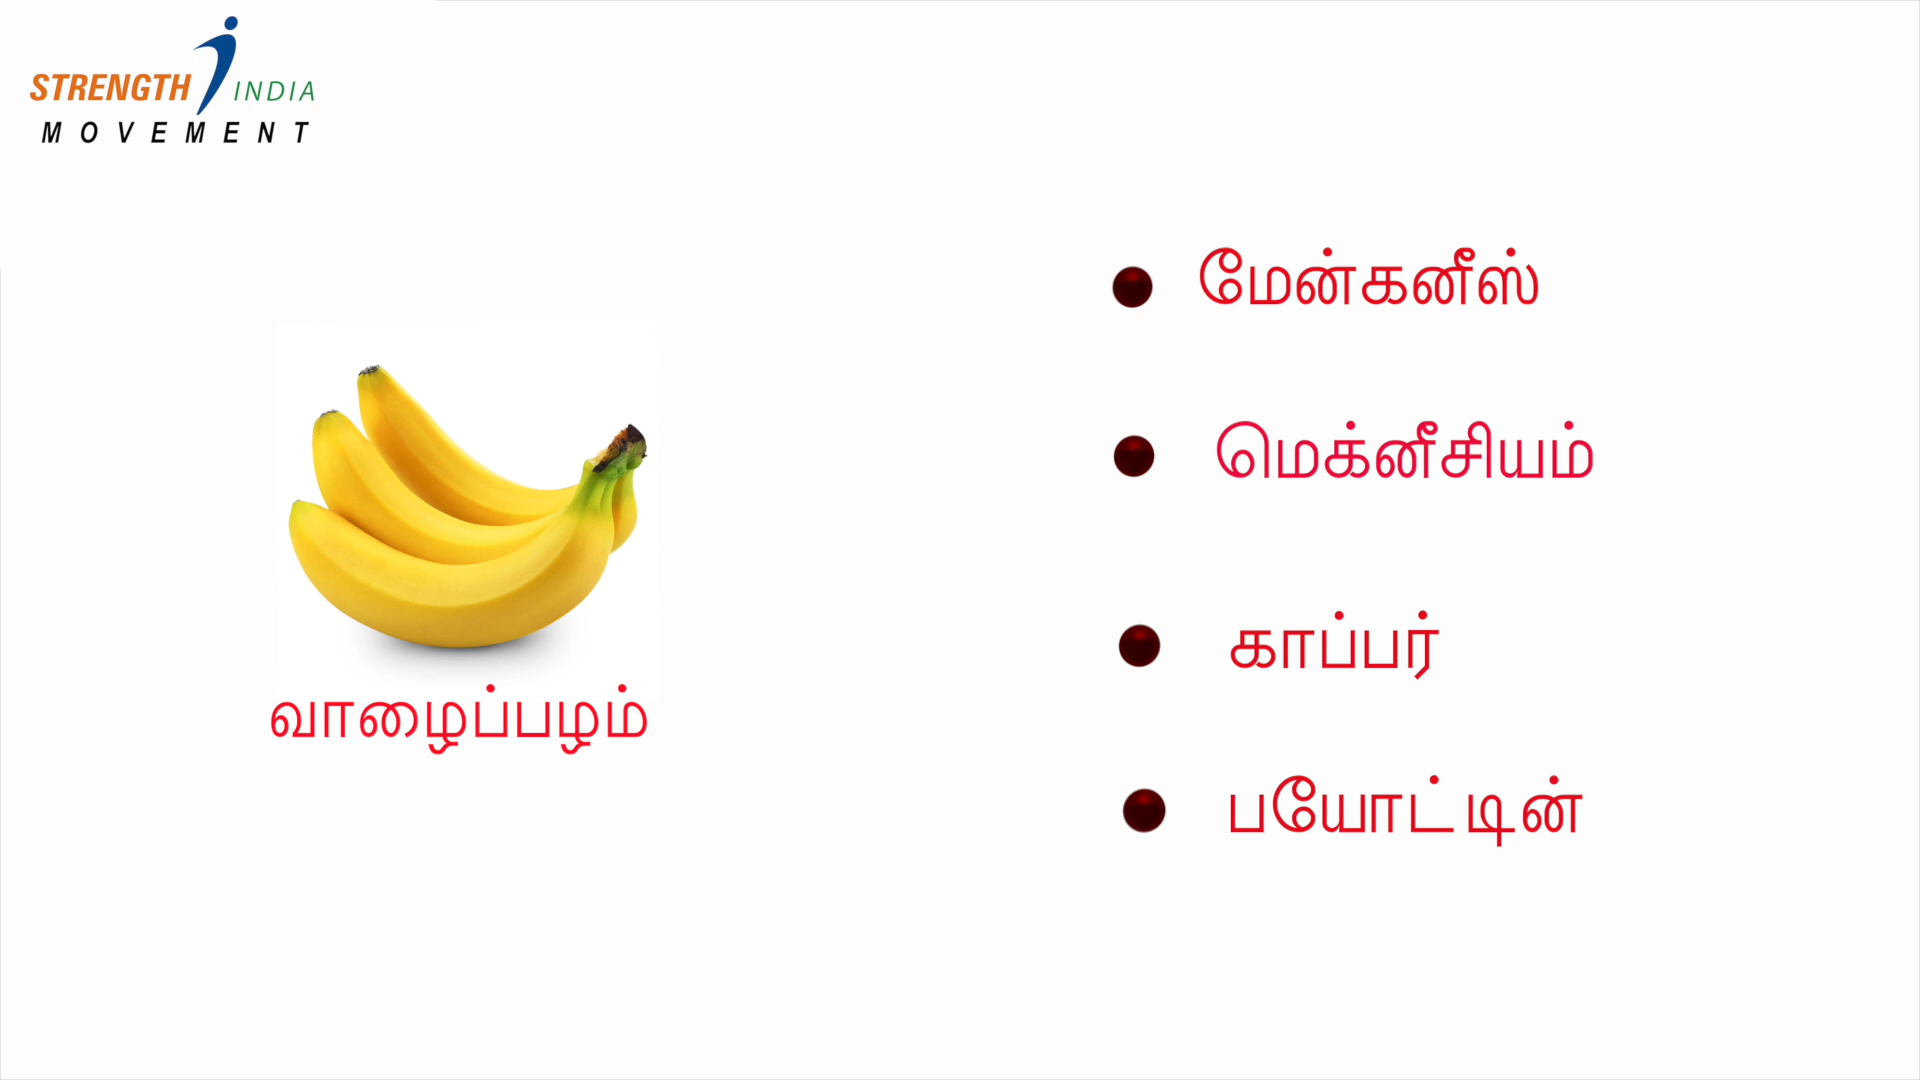 STRENGTH INDIA
MOVEMENT
மேன்கனீஸ்
மெக்னீசியம்
காப்பர்
வாழைப்பழம்
பயோட்டின்